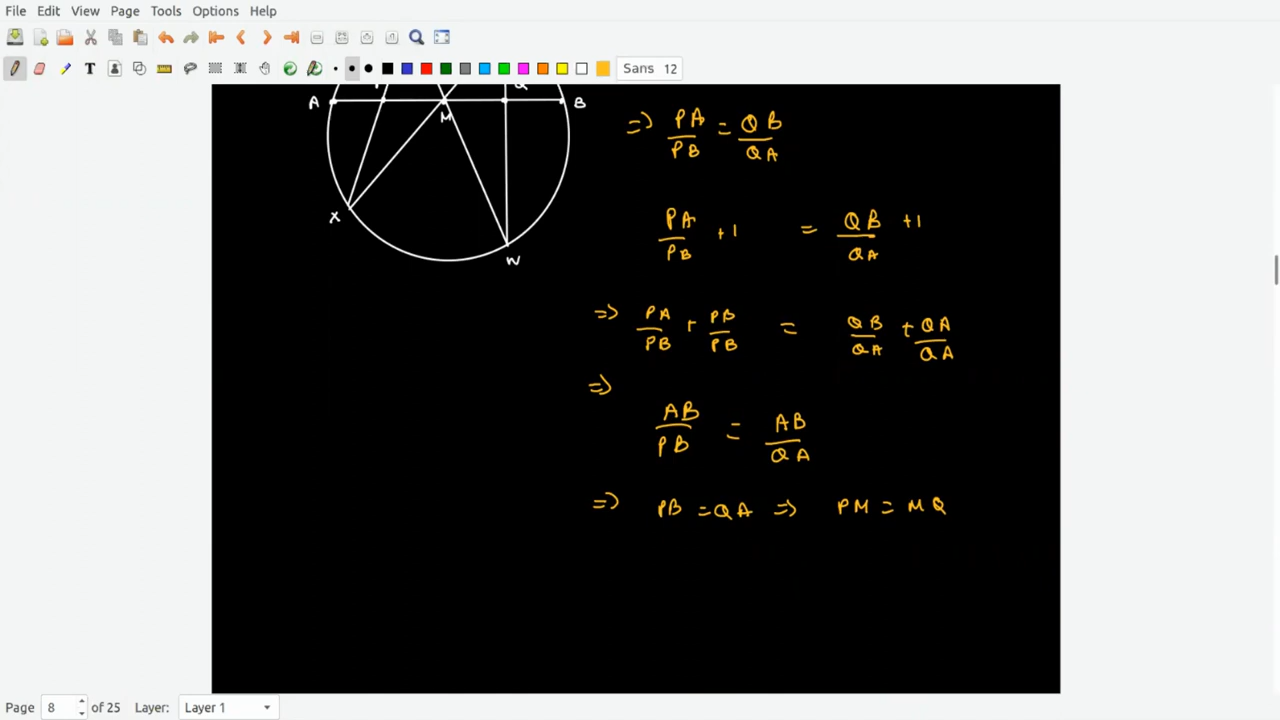 File Edit View Page Tools Options Help
Sans 12
A M B
X
W
=> PA/PB = QB/QA
PA/PB +1 = QB/QA +1
=> PA/PB + PB/PB = QB/QA + QA/QA
=>
AB/PB = AB/QA
=> PB = QA => PM = MQ
Page 8 of 25 Layer: Layer 1